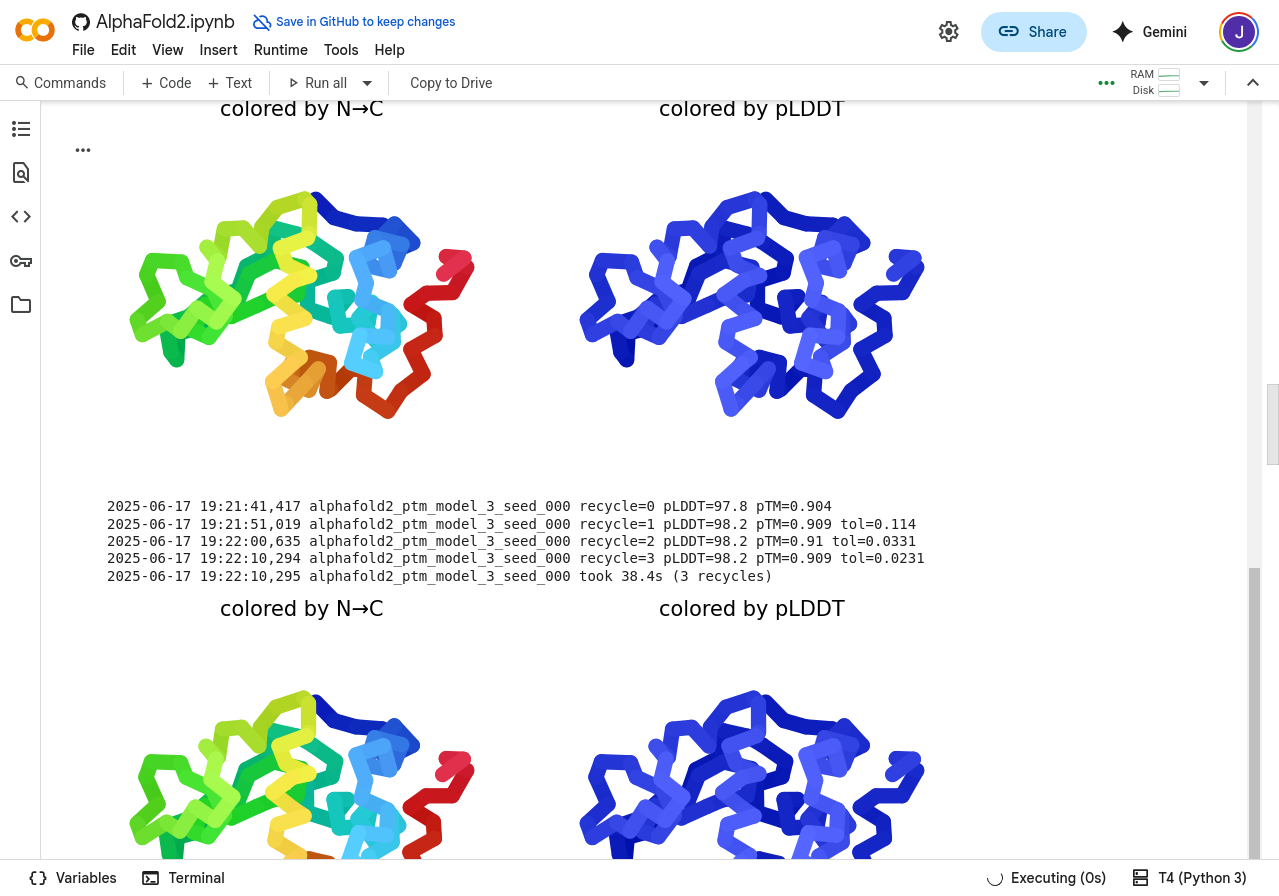 AlphaFold2.ipynb
Save in GitHub to keep changes
File Edit View Insert Runtime Tools Help
Share
Gemini
J
Commands + Code + Text Run all Copy to Drive
RAM
Disk
colored by N→C colored by pLDDT
2025-06-17 19:21:41,417 alphafold2_ptm_model_3_seed_000 recycle=0 pLDDT=97.8 pTM=0.904
2025-06-17 19:21:51,019 alphafold2_ptm_model_3_seed_000 recycle=1 pLDDT=98.2 pTM=0.909 tol=0.114
2025-06-17 19:22:00,635 alphafold2_ptm_model_3_seed_000 recycle=2 pLDDT=98.2 pTM=0.91 tol=0.0331
2025-06-17 19:22:10,294 alphafold2_ptm_model_3_seed_000 recycle=3 pLDDT=98.2 pTM=0.909 tol=0.0231
2025-06-17 19:22:10,295 alphafold2_ptm_model_3_seed_000 took 38.4s (3 recycles)
colored by N→C colored by pLDDT
Variables Terminal Executing (0s) T4 (Python 3)